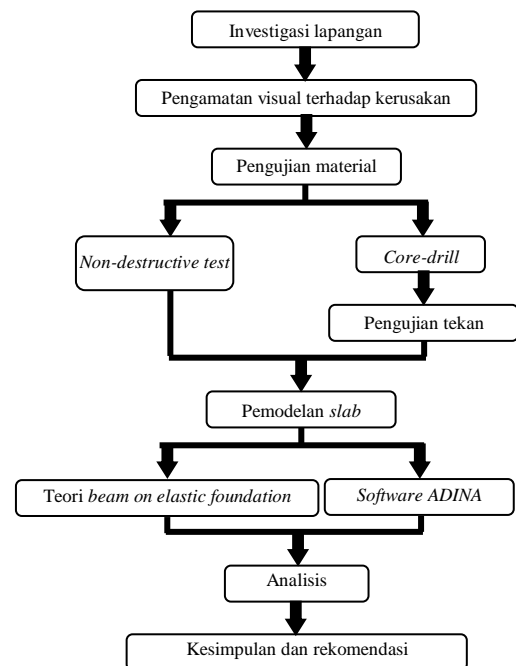 Investigasi lapangan
Pengamatan visual terhadap kerusakan
Pengujian material
Non-destructive test
Core-drill
Pengujian tekan
Pemodelan slab
Teori beam on elastic foundation
Software ADINA
Analisis
Kesimpulan dan rekomendasi